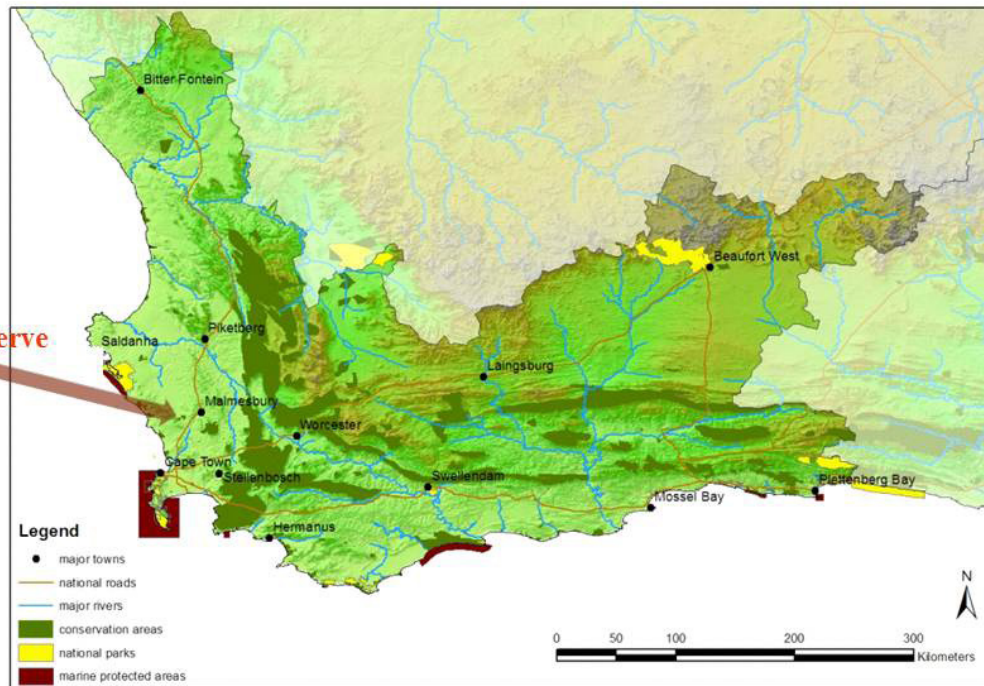 Bitter Fontein
Beaufort West
erve
Piketberg
Saldanha
Laingsburg
Malmesbury
Worcester
Cape Town
Stellenbosch
Swellendam
Plettenberg Bay
Mossel Bay
Hermanus
Legend
major towns
national roads
major rivers
conservation areas
national parks
marine protected areas
N
0 50 100 200 300
Kilometers